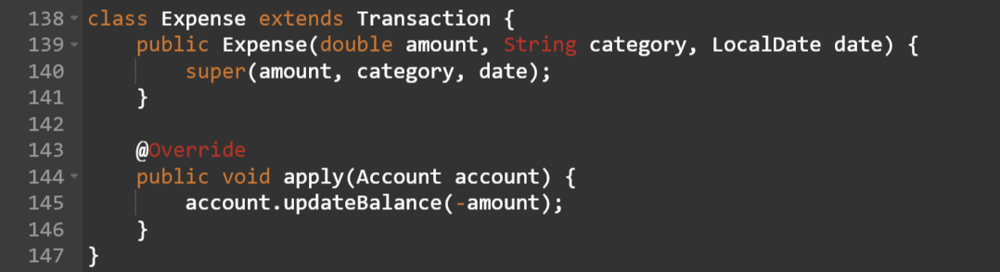 138 class Expense extends Transaction {
139     public Expense(double amount, String category, LocalDate date) {
140         super(amount, category, date);
141     }
142
143     @Override
144     public void apply(Account account) {
145         account.updateBalance(-amount);
146     }
147 }